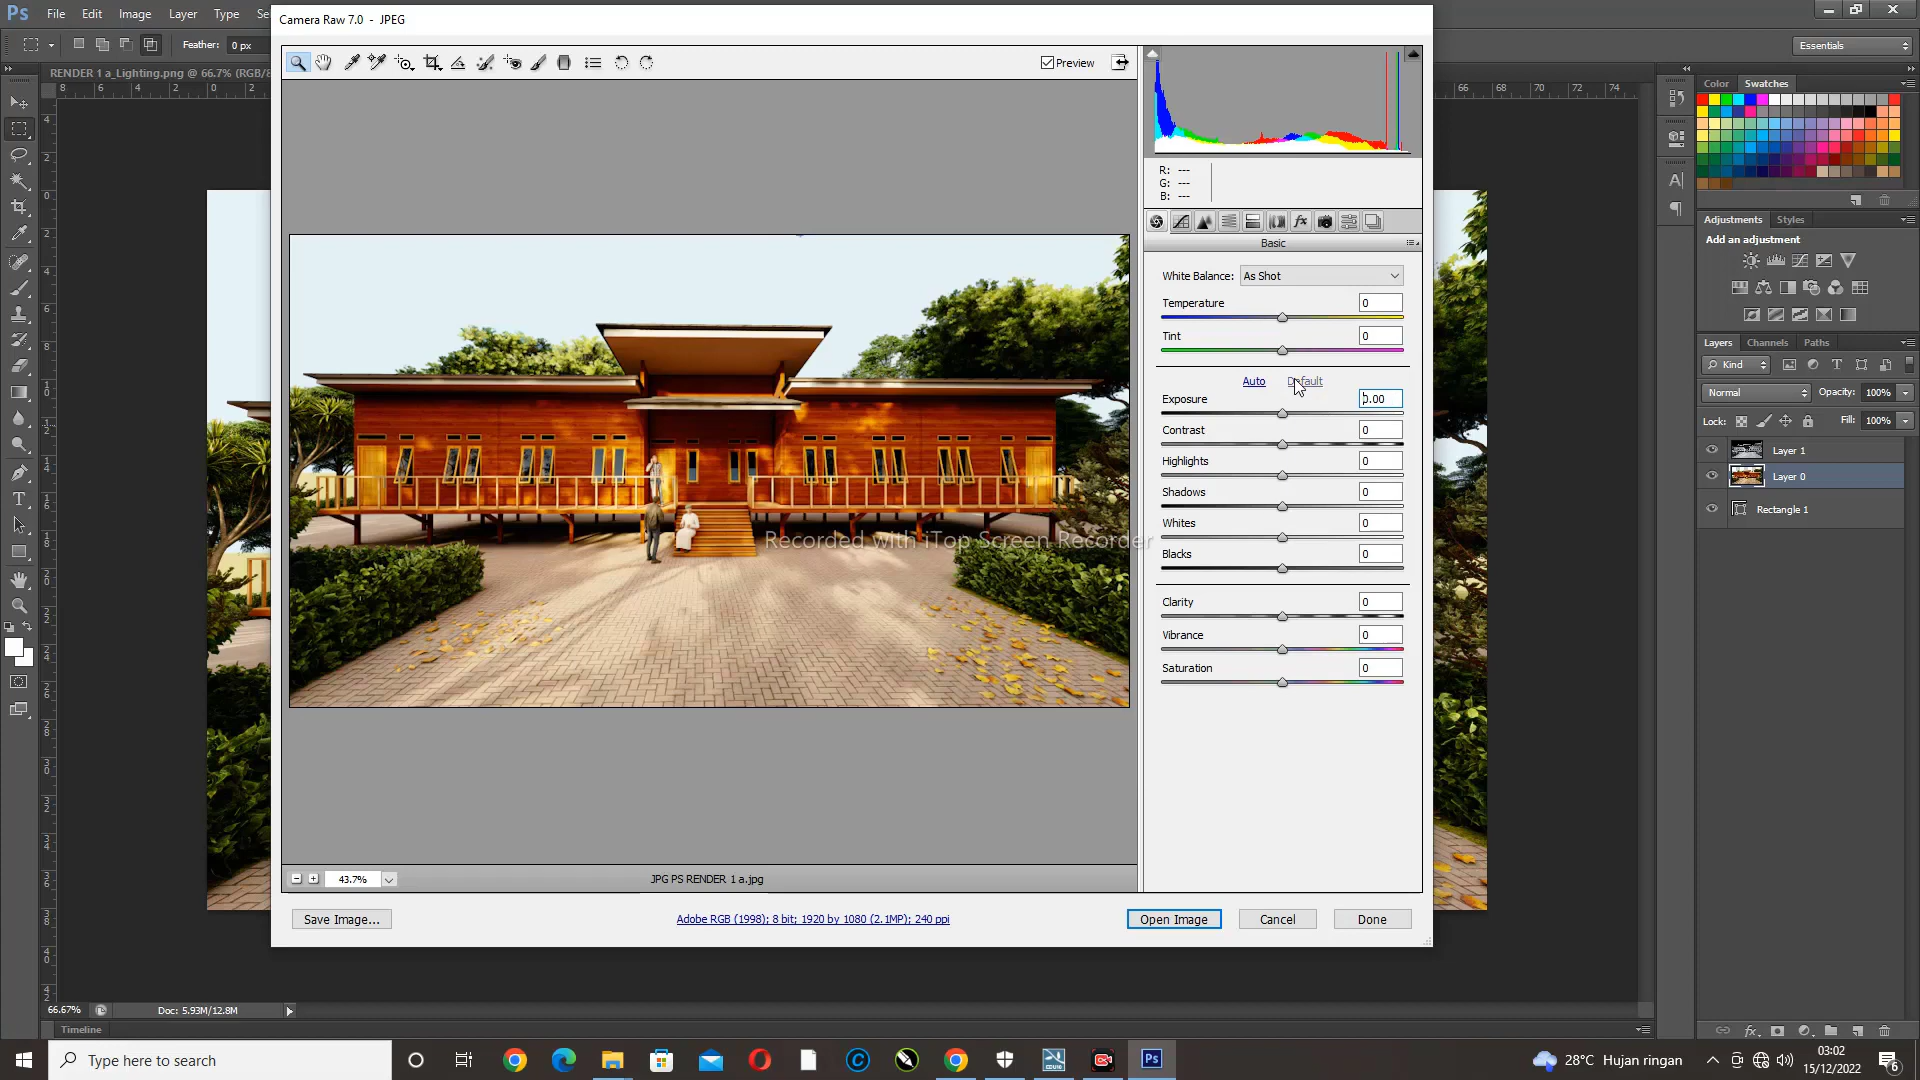 Ps File Edit Image Layer Type Se
Camera Raw 7.0 - JPEG
Feather: 0 px
Essentials
RENDER 1 a_Lighting.png @ 66.7% (RGB/8
Preview
R: ---
G: ---
B: ---
Basic
White Balance: As Shot
Temperature 0
Tint 0
Auto Default
Exposure 0.00
Contrast 0
Highlights 0
Shadows 0
Whites 0
Blacks 0
Clarity 0
Vibrance 0
Saturation 0
Recorded with iTop Screen Recorder
43.7%
JPG PS RENDER 1 a.jpg
Save Image...
Adobe RGB (1998); 8 bit; 1920 by 1080 (2.1MP); 240 ppi
Open Image Cancel Done
Color Swatches
Adjustments Styles
Add an adjustment
Layers Channels Paths
Kind
Normal Opacity: 100%
Lock: Fill: 100%
Layer 1
Layer 0
Rectangle 1
66.67% Doc: 5.93M/12.8M
Timeline
Type here to search
28°C Hujan ringan
03:02
15/12/2022
6